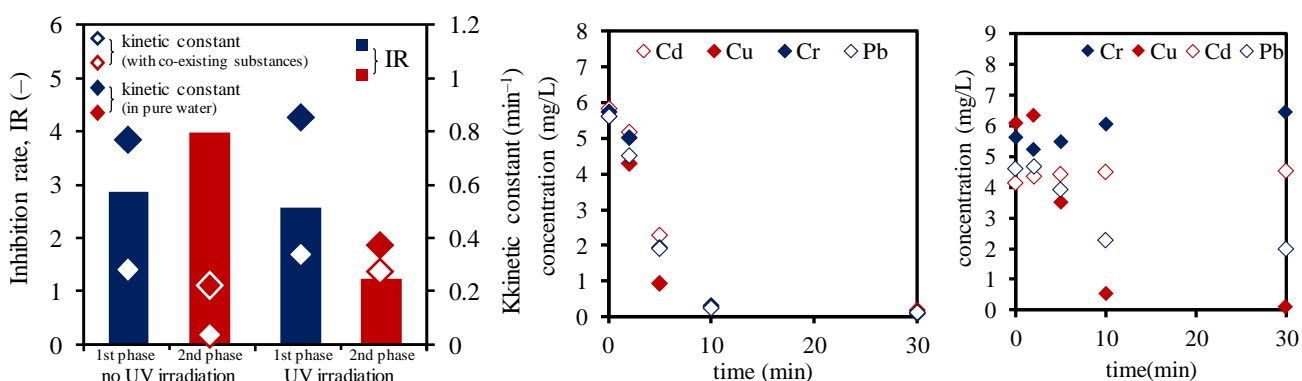 6
5
4
3
2
1
0
Inhibition rate, IR (−)
kinetic constant
(with co-existing substances)
kinetic constant
(in pure water)
IR
1.2
1
0.8
0.6
0.4
0.2
0
Kkinetic constant (min⁻¹)
1st phase 2nd phase 1st phase 2nd phase
no UV irradiation UV irradiation
8
7
6
5
4
3
2
1
0
concentration (mg/L)
Cd Cu Cr Pb
0 10 20 30
time (min)
9
8
7
6
5
4
3
2
1
0
concentration (mg/L)
Cr Cu Cd Pb
0 10 20 30
time(min)